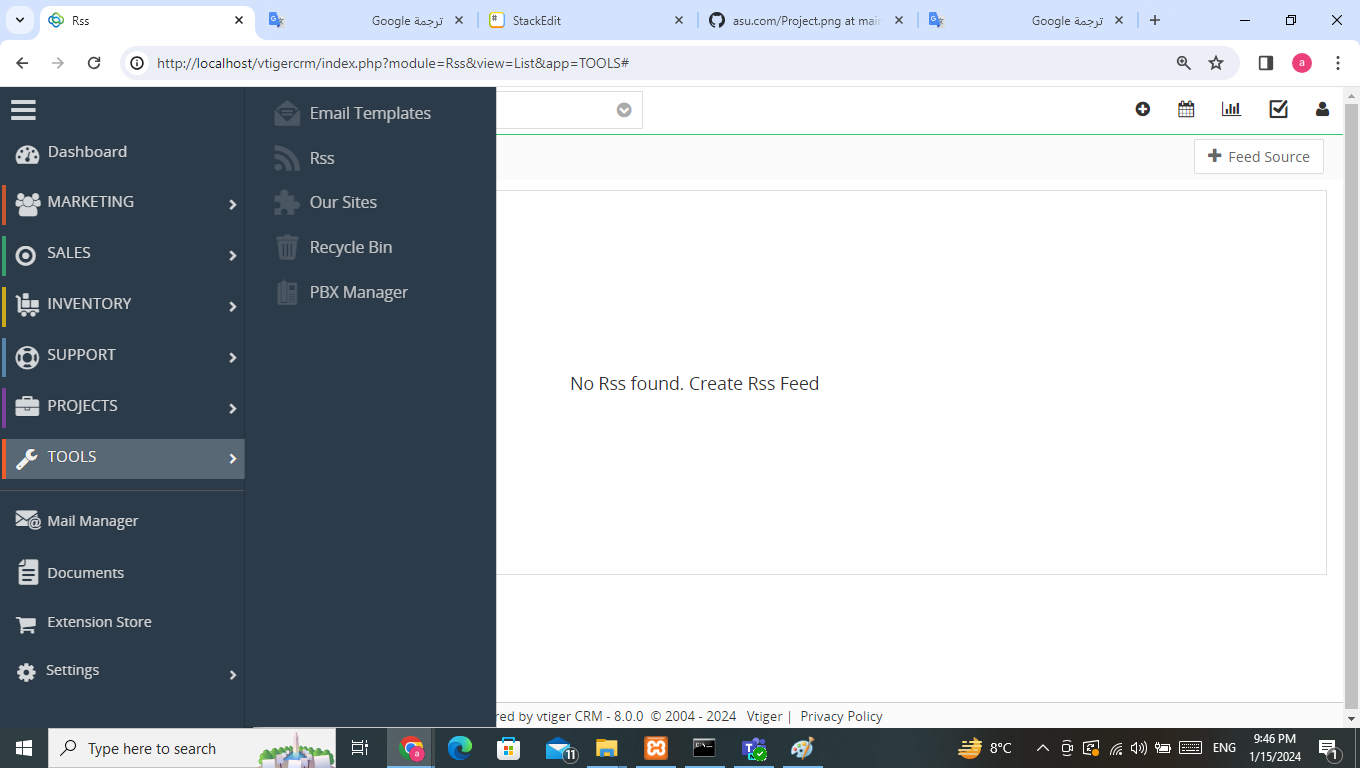 Rss
ترجمة Google
StackEdit
asu.com/Project.png at mai
ترجمة Google
http://localhost/vtigercrm/index.php?module=Rss&view=List&app=TOOLS#
a
Dashboard
MARKETING
SALES
INVENTORY
SUPPORT
PROJECTS
TOOLS
Mail Manager
Documents
Extension Store
Settings
Email Templates
Rss
Our Sites
Recycle Bin
PBX Manager
Feed Source
No Rss found. Create Rss Feed
red by vtiger CRM - 8.0.0 © 2004 - 2024 Vtiger | Privacy Policy
Type here to search
a
11
8°C
ENG
9:46 PM
1/15/2024
1